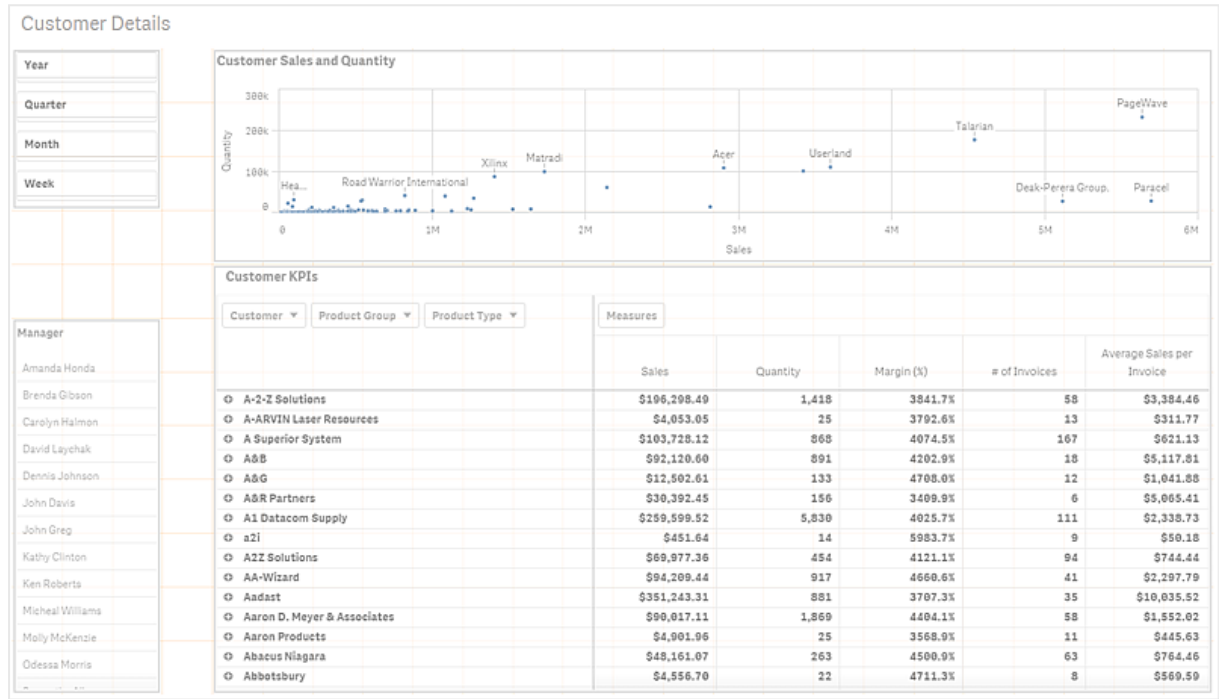 Customer Details
Year
Quarter
Month
Week
Customer Sales and Quantity
Quantity
300k
200k
100k
0
PageWave
Talarian
Acer
Userland
Xilinx
Matradi
Hea...
Road Warrior International
Deak-Perera Group.
Paracel
0 1M 2M 3M 4M 5M 6M
Sales
Manager
Amanda Honda
Brenda Gibson
Carolyn Halmon
David Laychak
Dennis Johnson
John Davis
John Greg
Kathy Clinton
Ken Roberts
Micheal Williams
Molly McKenzie
Odessa Morris
Customer KPIs
Customer Product Group Product Type Measures
Sales Quantity Margin (%) # of Invoices Average Sales per
Invoice
A-2-Z Solutions $196,298.49 1,418 3841.7% 58 $3,384.46
A-ARVIN Laser Resources $4,053.05 25 3792.6% 13 $311.77
A Superior System $103,728.12 868 4074.5% 167 $621.13
A&B $92,120.60 891 4202.9% 18 $5,117.81
A&G $12,502.61 133 4708.0% 12 $1,041.88
A&R Partners $30,392.45 156 3409.9% 6 $5,065.41
A1 Datacom Supply $259,599.52 5,830 4025.7% 111 $2,338.73
a2i $451.64 14 5983.7% 9 $50.18
A2Z Solutions $69,977.36 454 4121.1% 94 $744.44
AA-Wizard $94,209.44 917 4660.6% 41 $2,297.79
Aadast $351,243.31 881 3707.3% 35 $10,035.52
Aaron D. Meyer & Associates $90,017.11 1,869 4404.1% 58 $1,552.02
Aaron Products $4,901.96 25 3568.9% 11 $445.63
Abacus Niagara $48,161.07 263 4500.9% 63 $764.46
Abbotsbury $4,556.70 22 4711.3% 8 $569.59